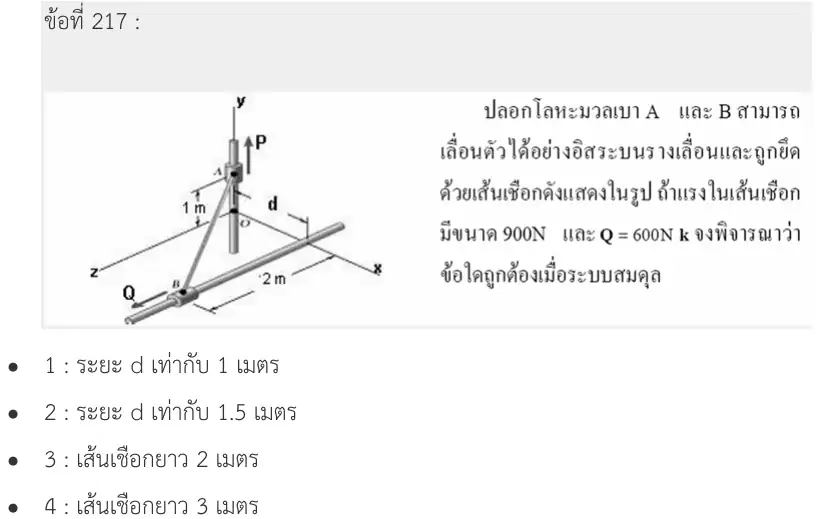 ข้อที่ 217 :
y
P
A
1 m
d
O
z
x
B
Q
2 m
ปลอกโลหะมวลเบา A และ B สามารถ
เลื่อนตัวได้อย่างอิสระบนรางเลื่อนและถูกยึด
ด้วยเส้นเชือกดังแสดงในรูป ถ้าแรงในเส้นเชือก
มีขนาด 900N และ Q = 600N k จงพิจารณาว่า
ข้อใดถูกต้องเมื่อระบบสมดุล
• 1 : ระยะ d เท่ากับ 1 เมตร
• 2 : ระยะ d เท่ากับ 1.5 เมตร
• 3 : เส้นเชือกยาว 2 เมตร
• 4 : เส้นเชือกยาว 3 เมตร